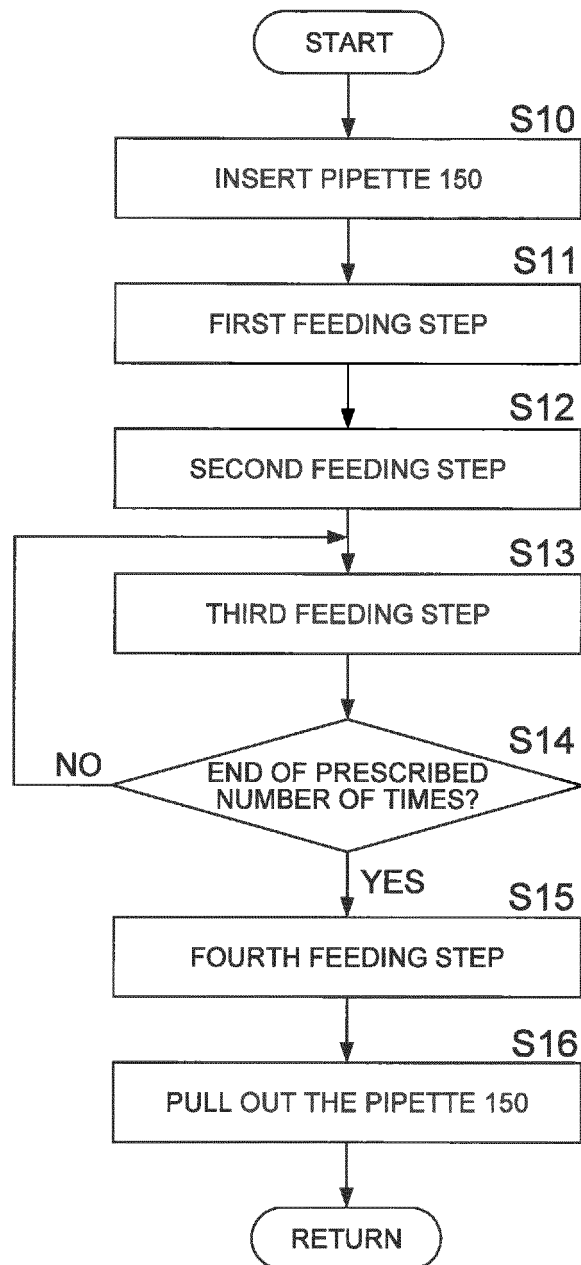 START
S10
INSERT PIPETTE 150
S11
FIRST FEEDING STEP
S12
SECOND FEEDING STEP
S13
THIRD FEEDING STEP
S14
NO
END OF PRESCRIBED
NUMBER OF TIMES?
YES
S15
FOURTH FEEDING STEP
S16
PULL OUT THE PIPETTE 150
RETURN